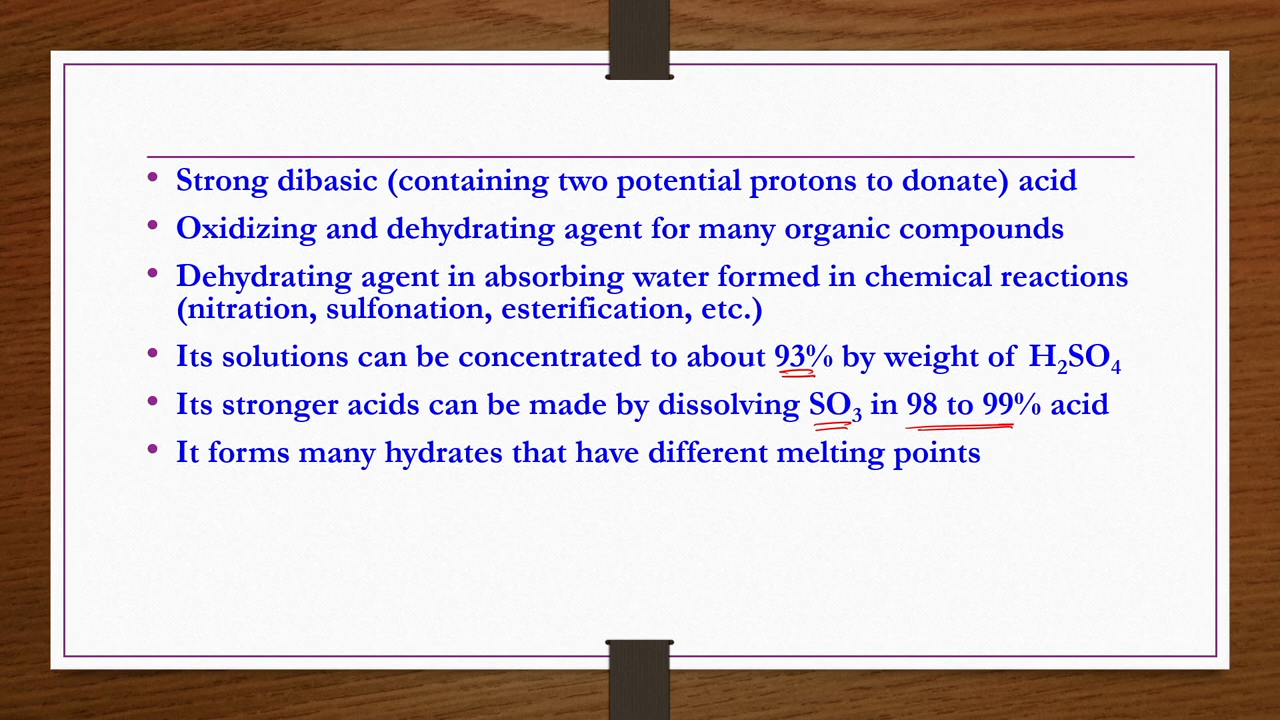 • Strong dibasic (containing two potential protons to donate) acid
• Oxidizing and dehydrating agent for many organic compounds
• Dehydrating agent in absorbing water formed in chemical reactions
(nitration, sulfonation, esterification, etc.)
• Its solutions can be concentrated to about 93% by weight of H₂SO₄
• Its stronger acids can be made by dissolving SO₃ in 98 to 99% acid
• It forms many hydrates that have different melting points